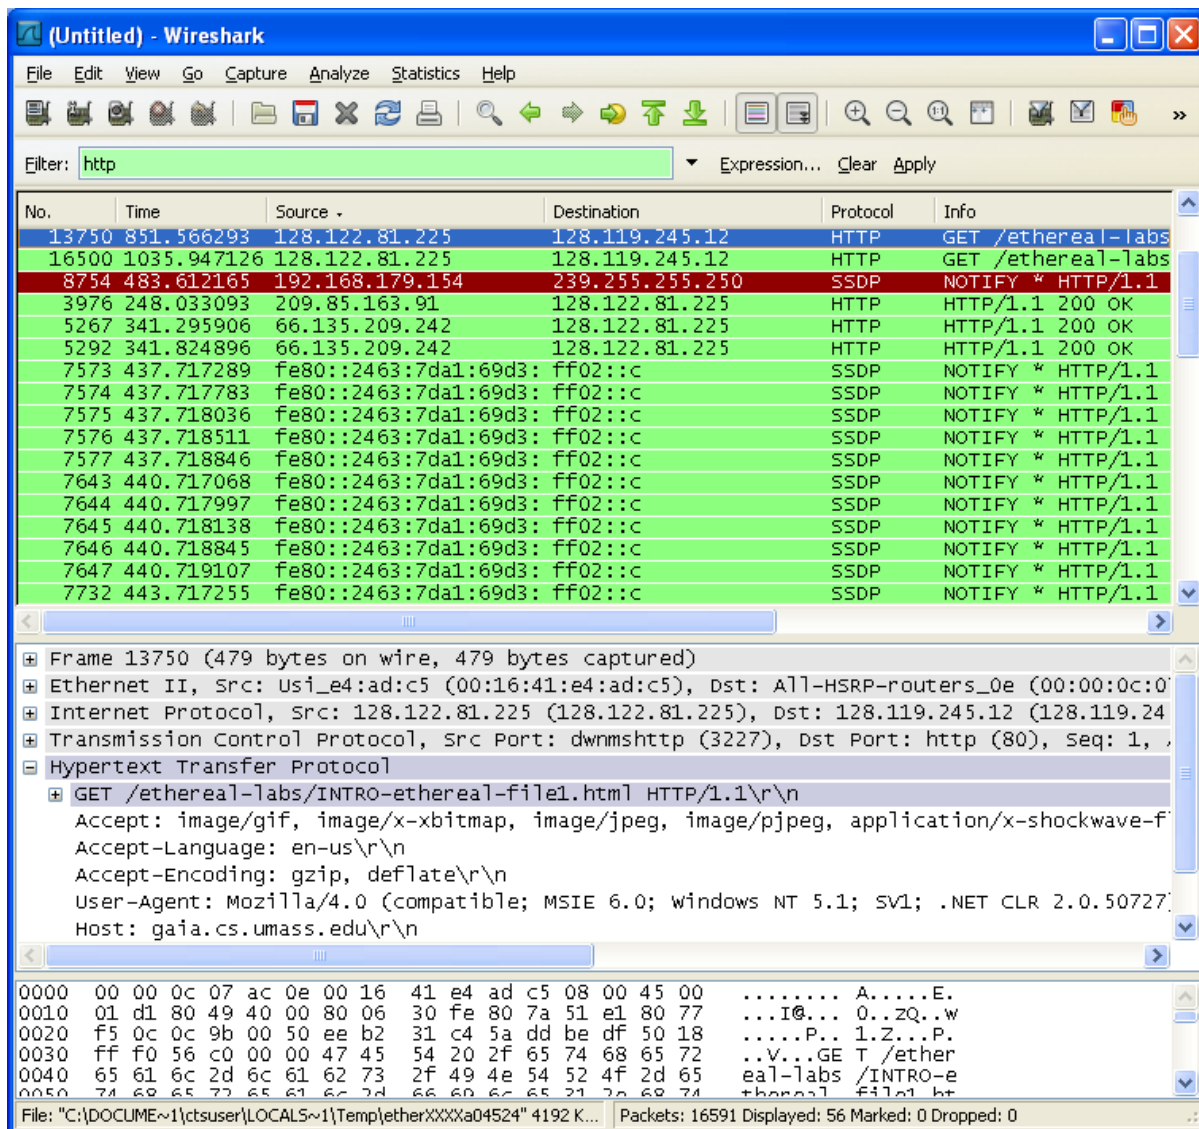 (Untitled) - Wireshark
File Edit View Go Capture Analyze Statistics Help
Filter: http Expression... Clear Apply
No. Time Source Destination Protocol Info
13750 851.566293 128.122.81.225 128.119.245.12 HTTP GET /ethereal-labs
16500 1035.947126 128.122.81.225 128.119.245.12 HTTP GET /ethereal-labs
8754 483.612165 192.168.179.154 239.255.255.250 SSDP NOTIFY * HTTP/1.1
3976 248.033093 209.85.163.91 128.122.81.225 HTTP HTTP/1.1 200 OK
5267 341.295906 66.135.209.242 128.122.81.225 HTTP HTTP/1.1 200 OK
5292 341.824896 66.135.209.242 128.122.81.225 HTTP HTTP/1.1 200 OK
7573 437.717289 fe80::2463:7da1:69d3: ff02::c SSDP NOTIFY * HTTP/1.1
7574 437.717783 fe80::2463:7da1:69d3: ff02::c SSDP NOTIFY * HTTP/1.1
7575 437.718036 fe80::2463:7da1:69d3: ff02::c SSDP NOTIFY * HTTP/1.1
7576 437.718511 fe80::2463:7da1:69d3: ff02::c SSDP NOTIFY * HTTP/1.1
7577 437.718846 fe80::2463:7da1:69d3: ff02::c SSDP NOTIFY * HTTP/1.1
7643 440.717068 fe80::2463:7da1:69d3: ff02::c SSDP NOTIFY * HTTP/1.1
7644 440.717997 fe80::2463:7da1:69d3: ff02::c SSDP NOTIFY * HTTP/1.1
7645 440.718138 fe80::2463:7da1:69d3: ff02::c SSDP NOTIFY * HTTP/1.1
7646 440.718845 fe80::2463:7da1:69d3: ff02::c SSDP NOTIFY * HTTP/1.1
7647 440.719107 fe80::2463:7da1:69d3: ff02::c SSDP NOTIFY * HTTP/1.1
7732 443.717255 fe80::2463:7da1:69d3: ff02::c SSDP NOTIFY * HTTP/1.1
Frame 13750 (479 bytes on wire, 479 bytes captured)
Ethernet II, Src: Usi_e4:ad:c5 (00:16:41:e4:ad:c5), Dst: All-HSRP-routers_0e (00:00:0c:0
Internet Protocol, Src: 128.122.81.225 (128.122.81.225), Dst: 128.119.245.12 (128.119.24
Transmission Control Protocol, Src Port: dwnmshttp (3227), Dst Port: http (80), Seq: 1,
Hypertext Transfer Protocol
GET /ethereal-labs/INTRO-ethereal-file1.html HTTP/1.1\r\n
Accept: image/gif, image/x-xbitmap, image/jpeg, image/pjpeg, application/x-shockwave-f
Accept-Language: en-us\r\n
Accept-Encoding: gzip, deflate\r\n
User-Agent: Mozilla/4.0 (compatible; MSIE 6.0; Windows NT 5.1; SV1; .NET CLR 2.0.50727
Host: gaia.cs.umass.edu\r\n
0000 00 00 0c 07 ac 0e 00 16 41 e4 ad c5 08 00 45 00 ........ A.....E.
0010 01 d1 80 49 40 00 80 06 30 fe 80 7a 51 e1 80 77 ...I@... 0..zQ..w
0020 f5 0c 0c 9b 00 50 ee b2 31 c4 5a dd be df 50 18 .....P.. 1.Z...P.
0030 ff f0 56 c0 00 00 47 45 54 20 2f 65 74 68 65 72 ..V...GE T /ether
0040 65 61 6c 2d 6c 61 62 73 2f 49 4e 54 52 4f 2d 65 eal-labs /INTRO-e
0050 74 68 65 72 65 61 6c 2d 66 69 6c 65 31 2e 68 74 thereal- file1.ht
File: "C:\DOCUME~1\ctsuser\LOCALS~1\Temp\etherXXXXa04524" 4192 K... Packets: 16591 Displayed: 56 Marked: 0 Dropped: 0